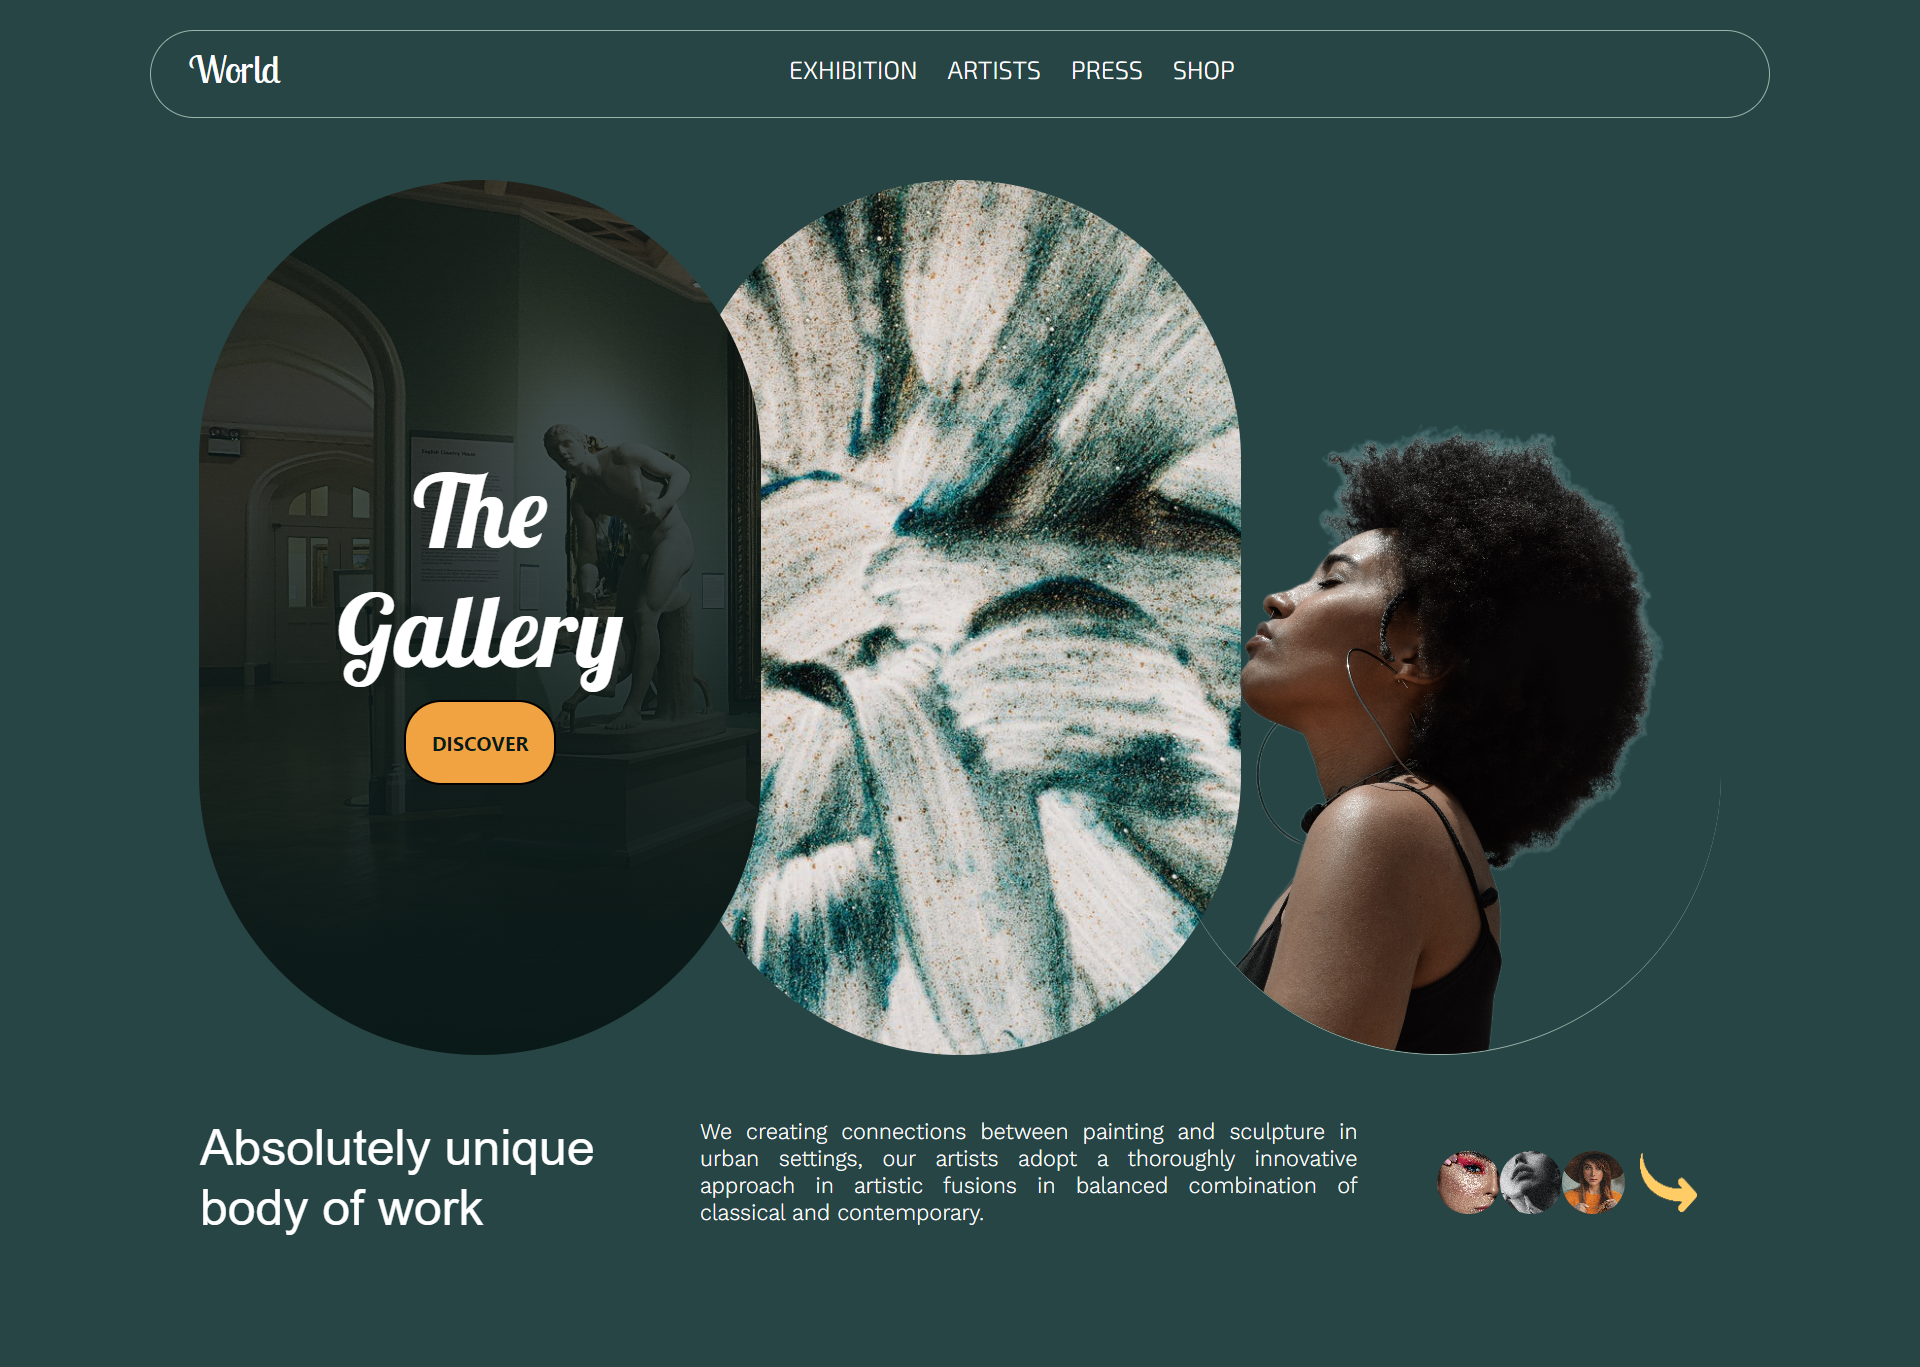 World
EXHIBITION ARTISTS PRESS SHOP
The
Gallery
DISCOVER
Absolutely unique
body of work
We creating connections between painting and sculpture in
urban settings, our artists adopt a thoroughly innovative
approach in artistic fusions in balanced combination of
classical and contemporary.